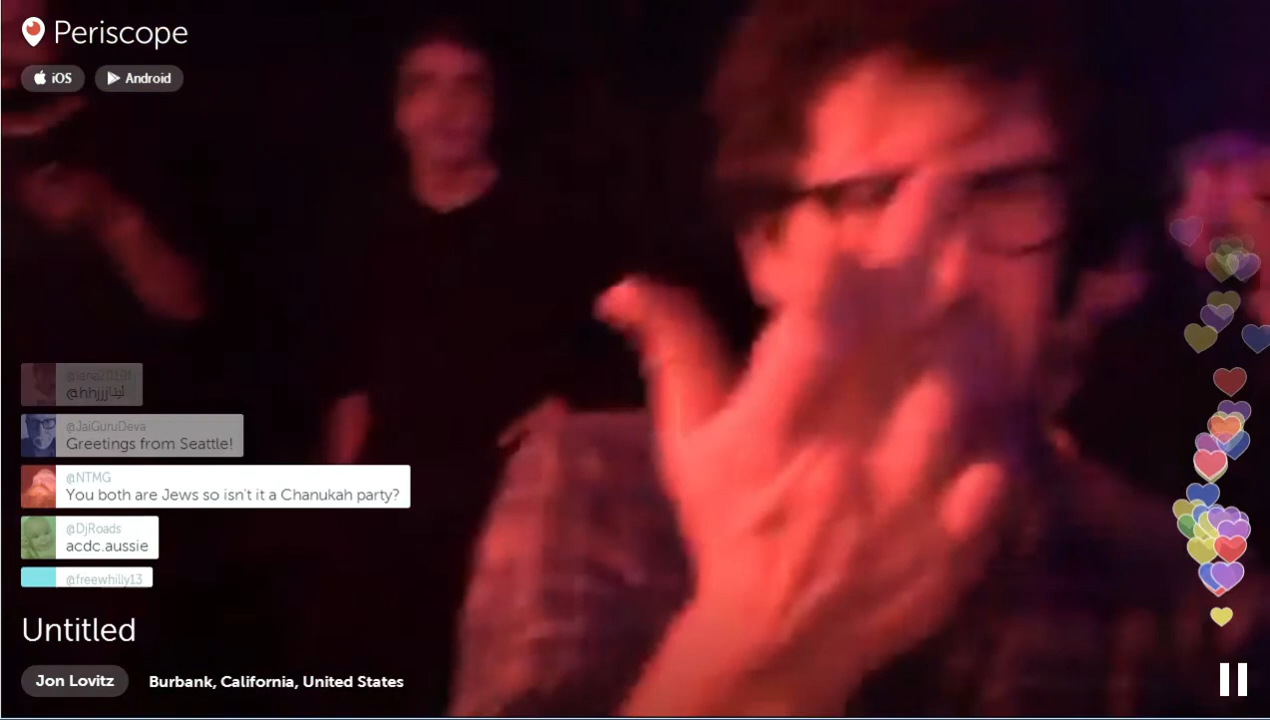 Periscope
iOS
Android
@hhjjj
@JaiGuruDeva
Greetings from Seattle!
@NTMG
You both are Jews so isn't it a Chanukah party?
@DjRoads
acdc.aussie
@freewhilly13
Untitled
Jon Lovitz
Burbank, California, United States